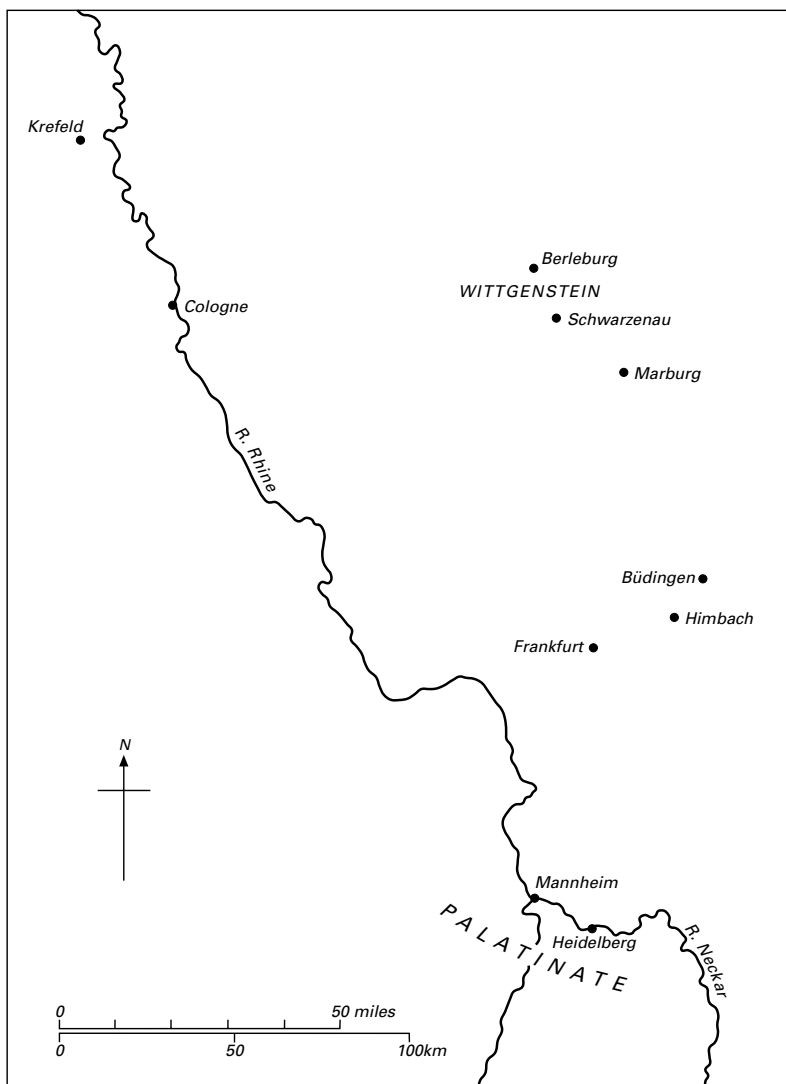 Krefeld
Berleburg
WITTGENSTEIN
Cologne
Schwarzenau
Marburg
R. Rhine
Büdingen
Himbach
Frankfurt
N
Mannheim
PALATINATE
Heidelberg
R. Neckar
0 50 miles
0 50 100km